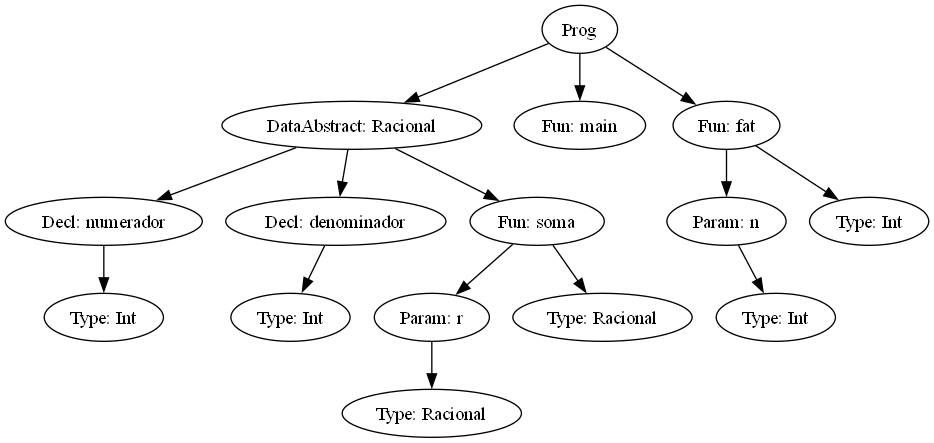 Prog
DataAbstract: Racional
Fun: main
Fun: fat
Decl: numerador
Decl: denominador
Fun: soma
Param: n
Type: Int
Type: Int
Type: Int
Param: r
Type: Racional
Type: Int
Type: Racional